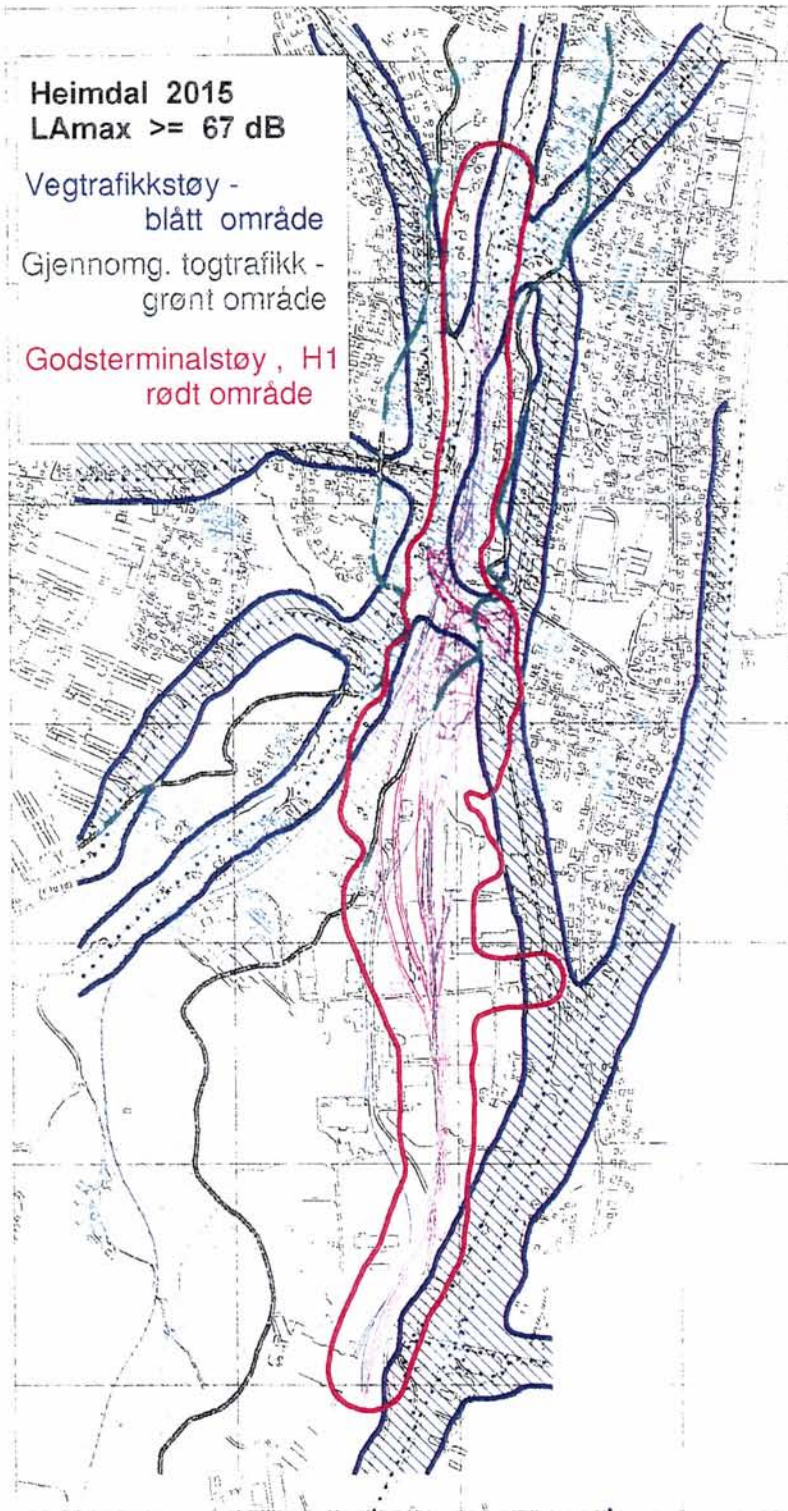 Heimdal 2015
LAmax >= 67 dB
Vegtrafikkstøy -
blått område
Gjennomg. togtrafikk -
grønt område
Godsterminalstøy , H1
rødt område